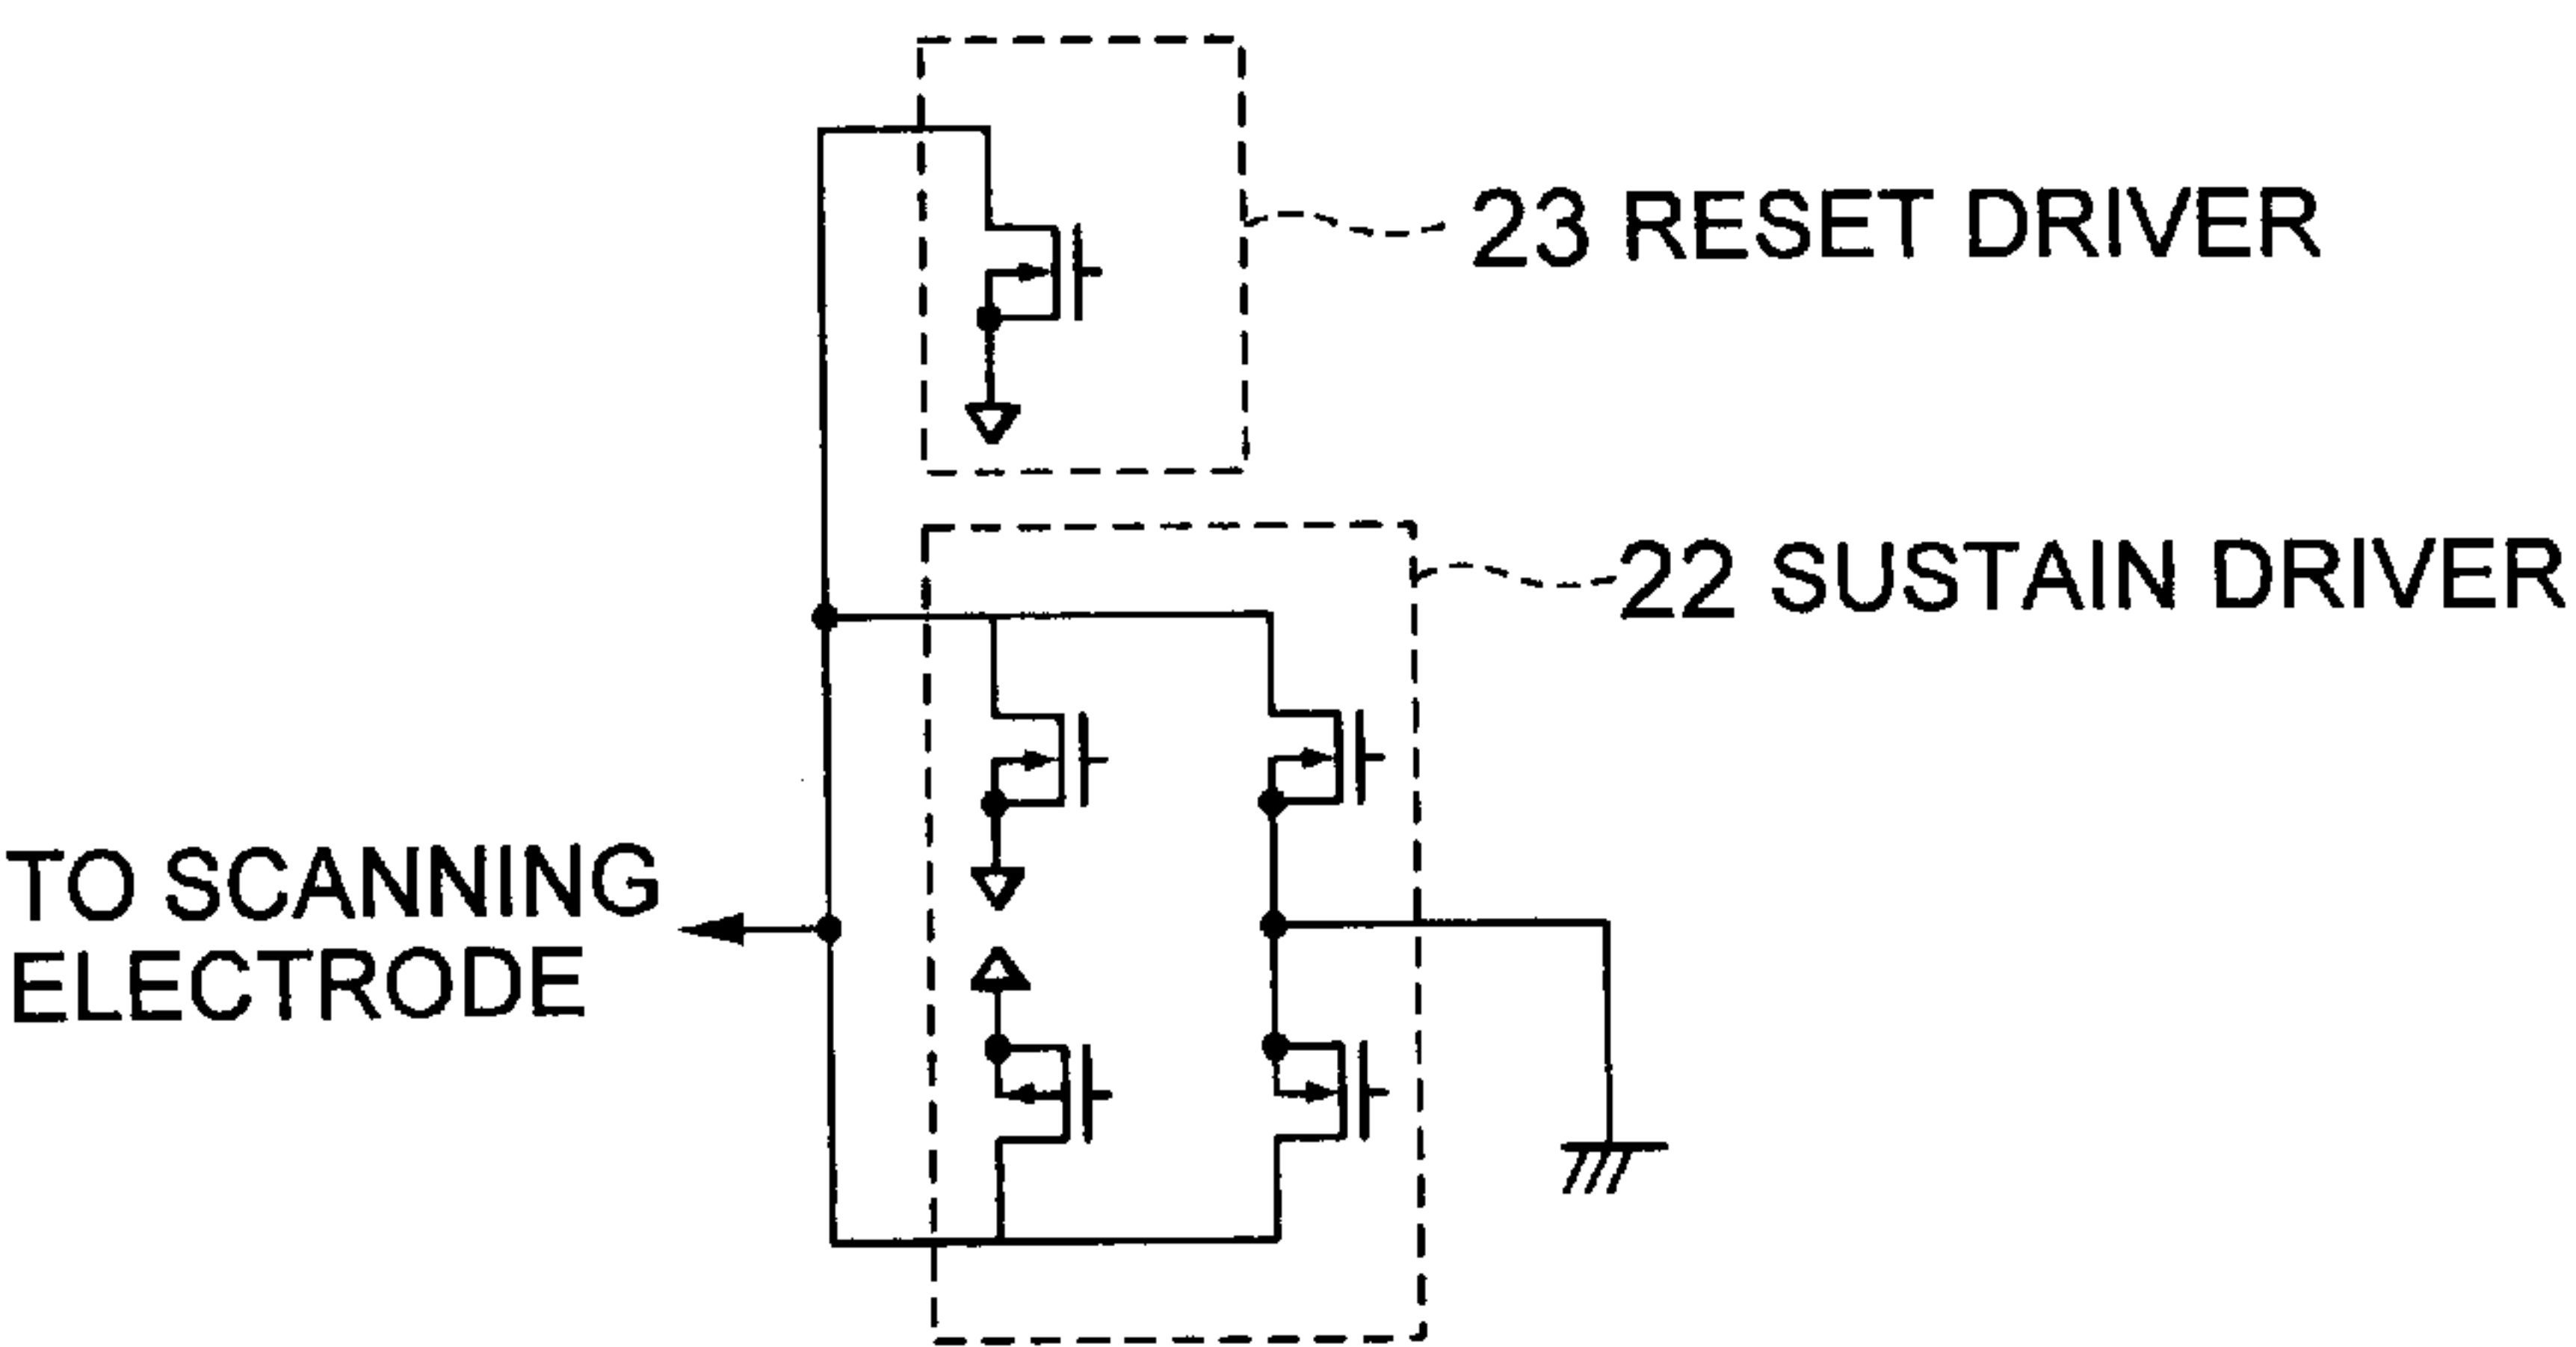 23 RESET DRIVER
22 SUSTAIN DRIVER
TO SCANNING
ELECTRODE